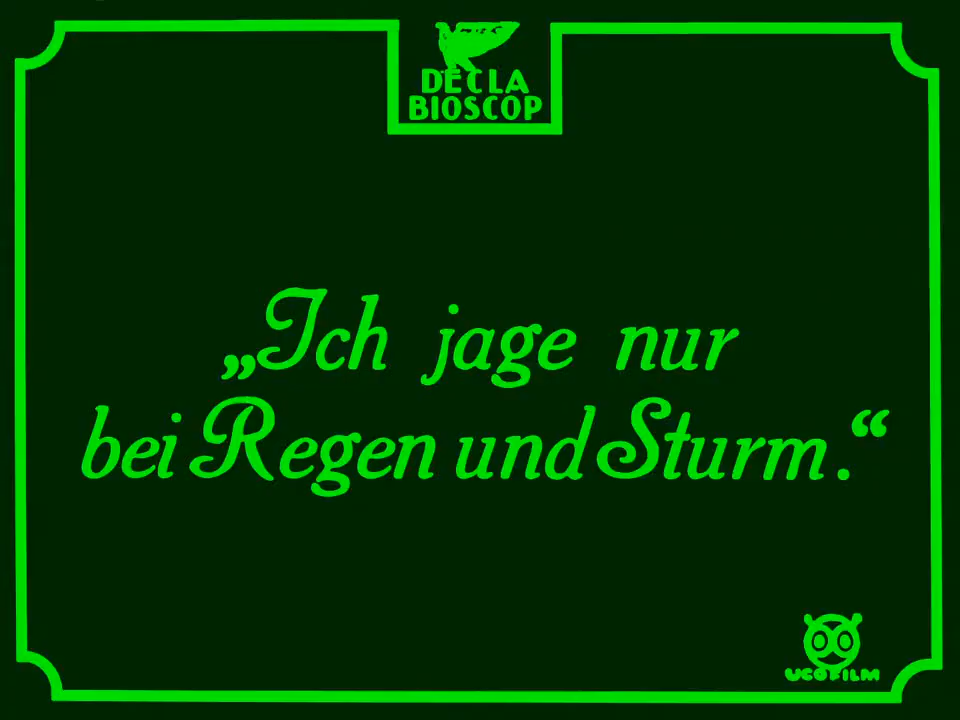 DECLA
BIOSCOP
„Ich jage nur
bei Regen und Sturm.“
UCOFILM